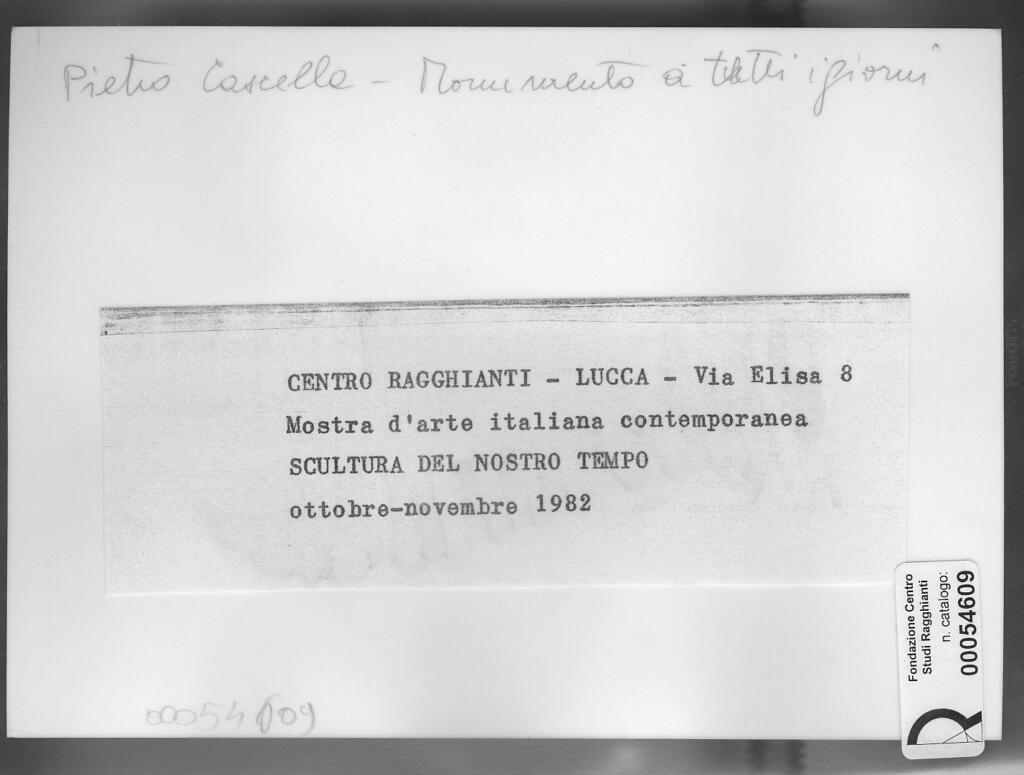 Pietro Cascella - Monumento a tutti i giorni
CENTRO RAGGHIANTI - LUCCA - Via Elisa 8
Mostra d'arte italiana contemporanea
SCULTURA DEL NOSTRO TEMPO
ottobre-novembre 1982
Fondazione Centro
Studi Ragghianti
n. catalogo:
00054609
00054609